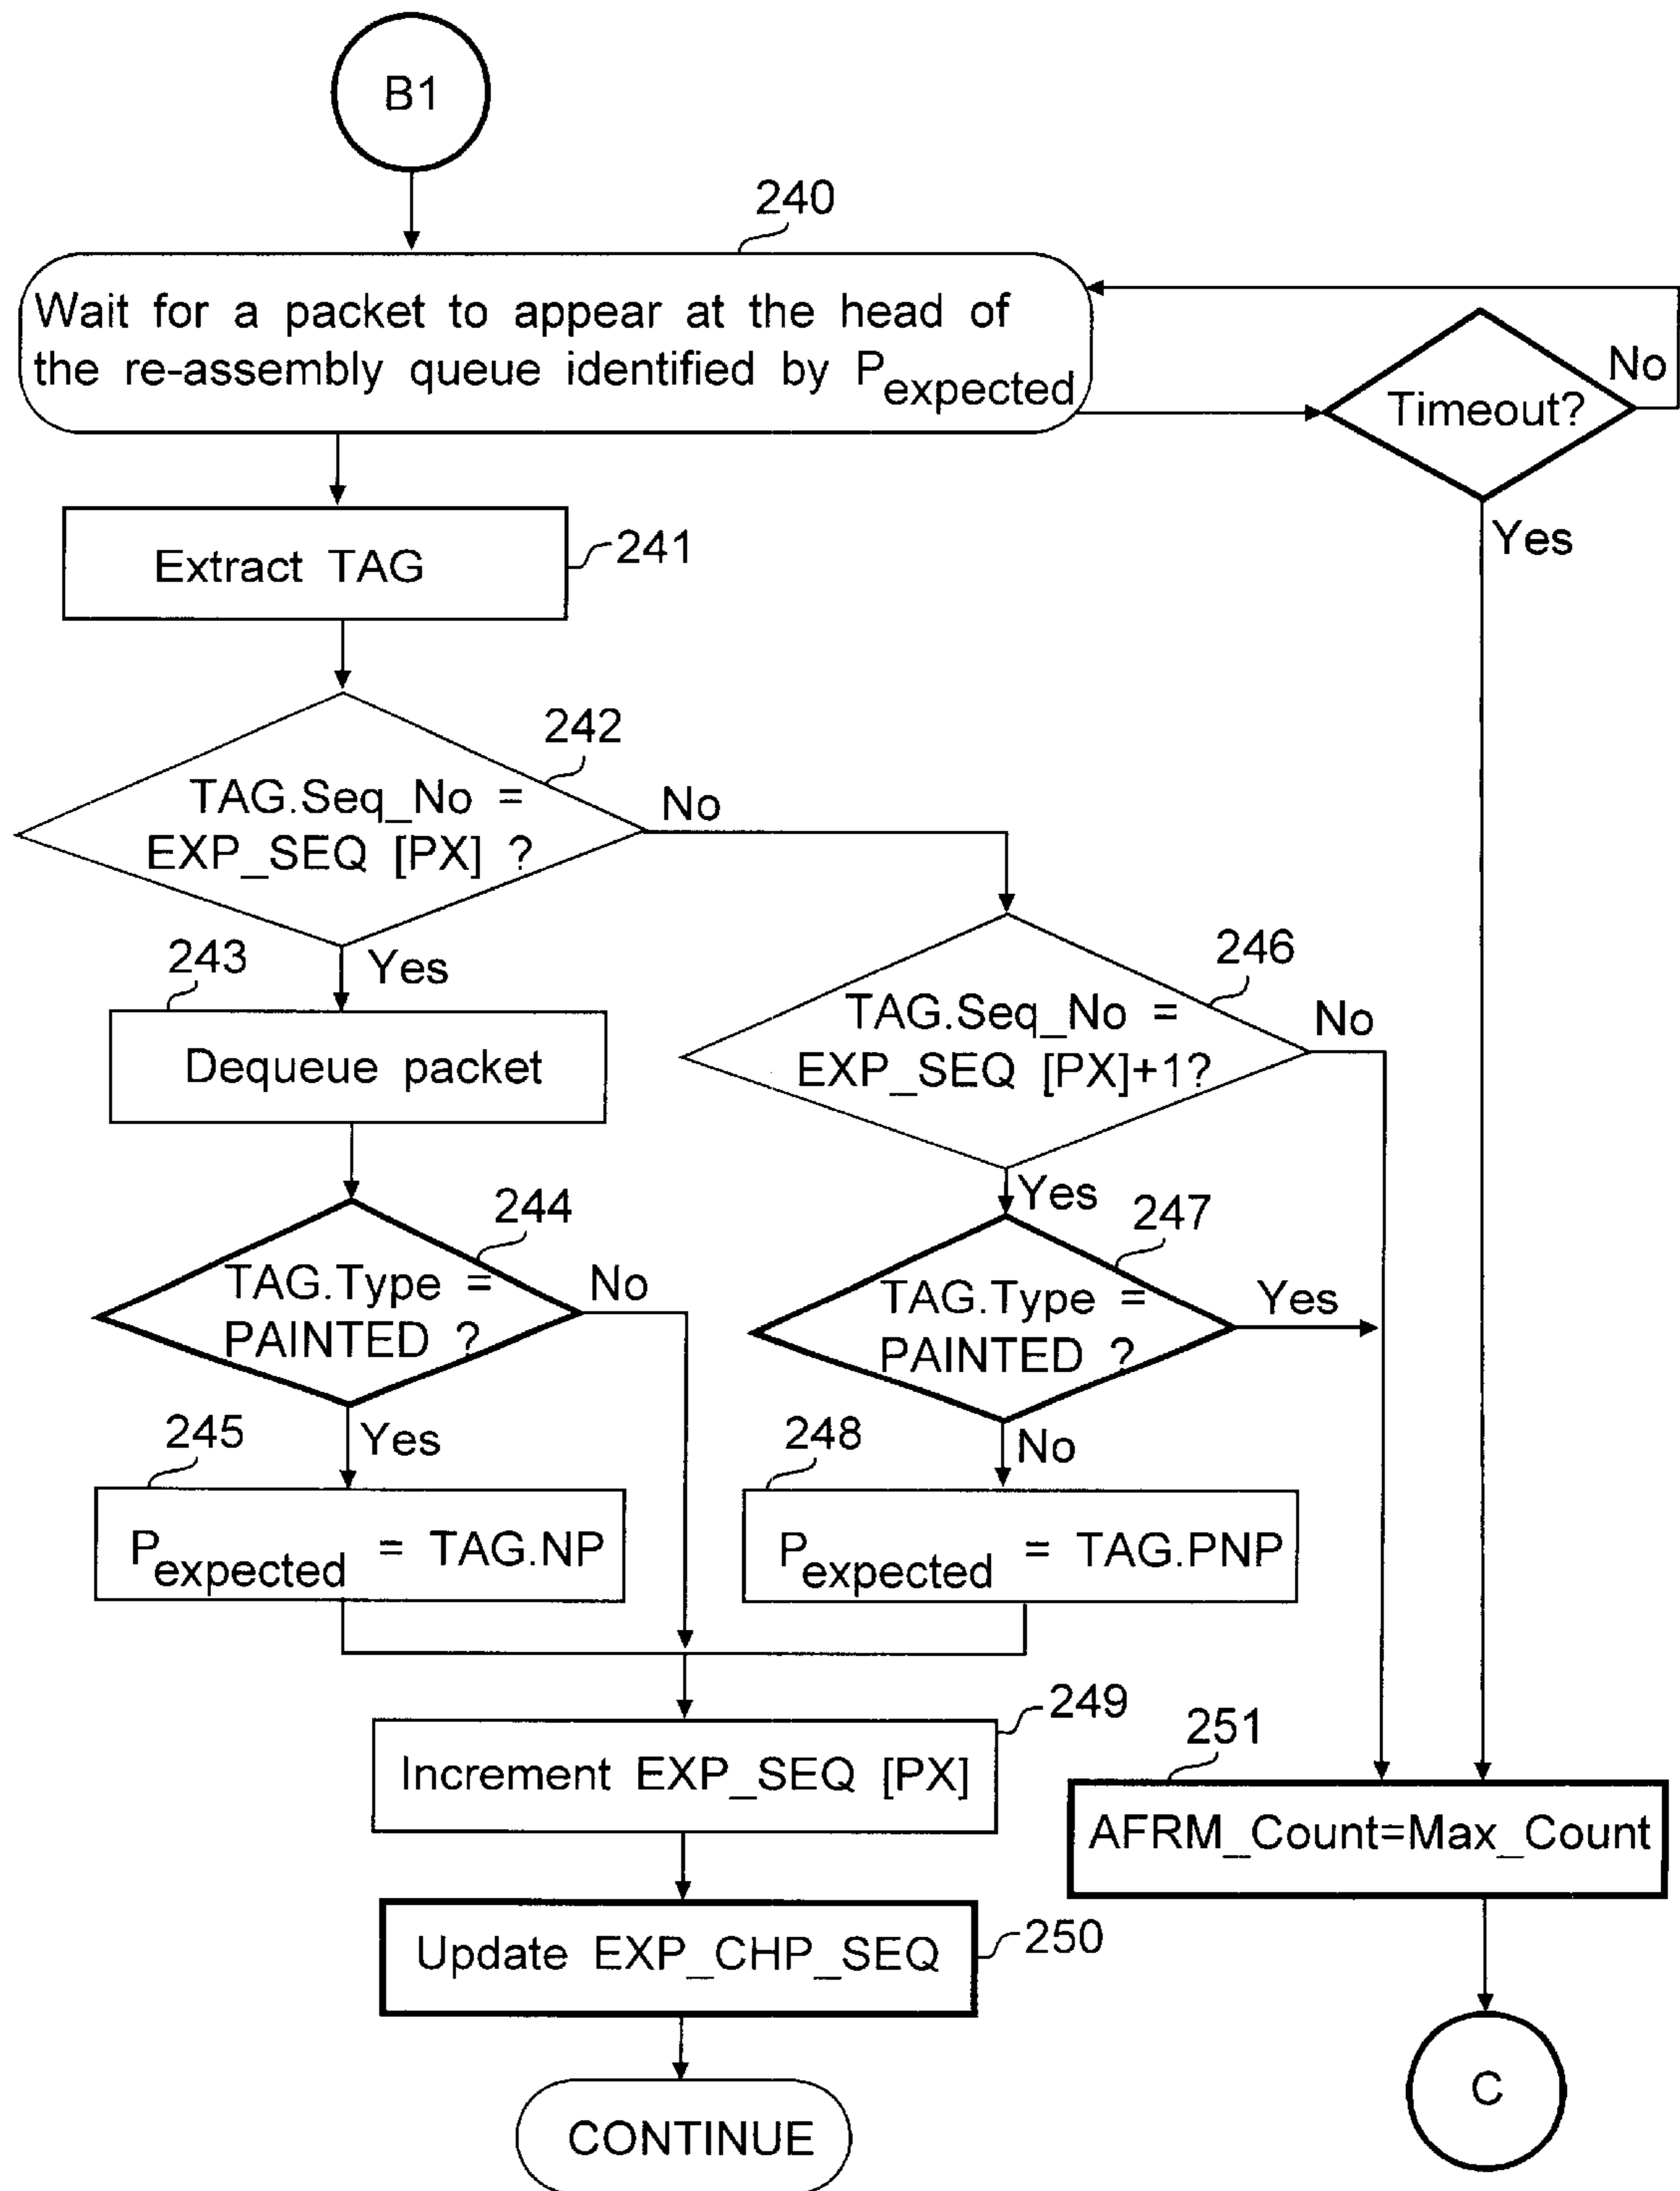 B1
240
Wait for a packet to appear at the head of
the re-assembly queue identified by Pexpected
Timeout?
No
Yes
Extract TAG
241
242
TAG.Seq_No =
EXP_SEQ [PX] ?
No
Yes
243
Dequeue packet
246
TAG.Seq_No =
EXP_SEQ [PX]+1?
No
Yes
244
TAG.Type =
PAINTED ?
No
Yes
247
TAG.Type =
PAINTED ?
Yes
No
245
Pexpected = TAG.NP
248
Pexpected = TAG.PNP
249
Increment EXP_SEQ [PX]
251
AFRM_Count=Max_Count
Update EXP_CHP_SEQ
250
CONTINUE
C